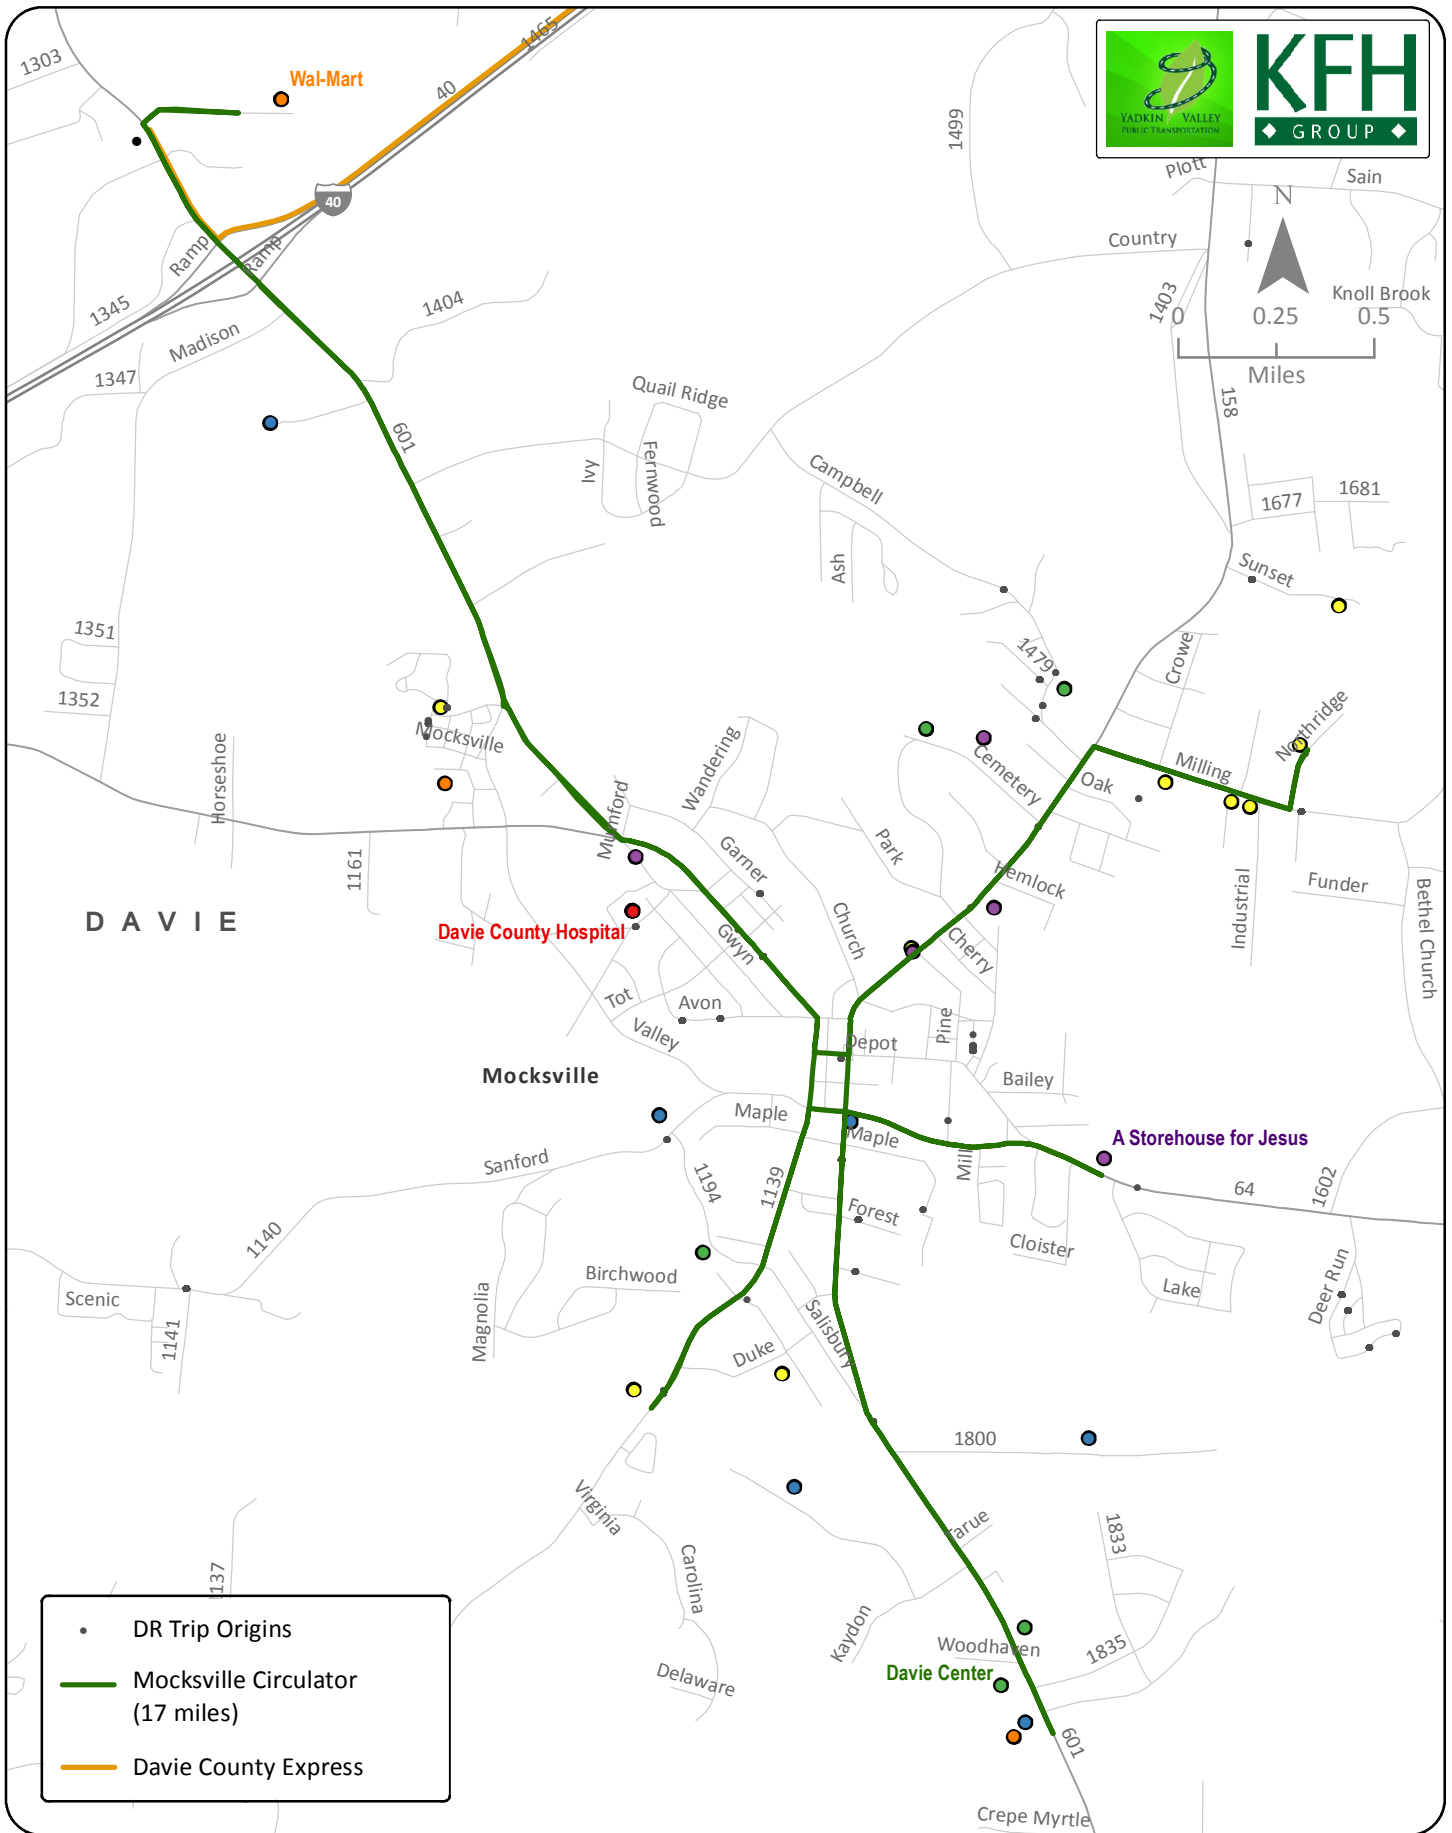 1303
Wal-Mart
40
1465
1499
YADKIN VALLEY
PUBLIC TRANSPORTATION
KFH
GROUP
Plott
Sain
N
Country
40
Ramp
Ramp
1403
Knoll Brook
0 0.25 0.5
Miles
1345
1404
Madison
1347
158
Quail Ridge
601
Ivy
Fernwood
Campbell
1677
1681
Ash
Sunset
1351
1352
1479
Crowe
Mocksville
Horseshoe
Wandering
Cemetery
Oak
Milling
Northridge
Mumford
Garner
Park
1161
Hemlock
Industrial
Funder
Bethel Church
DAVIE
Davie County Hospital
Gwyn
Church
Cherry
Tot
Avon
Valley
Pine
Depot
Mocksville
Bailey
Maple
Maple
A Storehouse for Jesus
Sanford
1194
1139
Mill
64
1602
1140
Forest
Cloister
Birchwood
Lake
Deer Run
Scenic
1141
Magnolia
Salisbury
Duke
1800
Virginia
Tarue
1833
137
Carolina
Kaydon
Woodhaven
1835
Delaware
Davie Center
601
Crepe Myrtle
DR Trip Origins
Mocksville Circulator
(17 miles)
Davie County Express